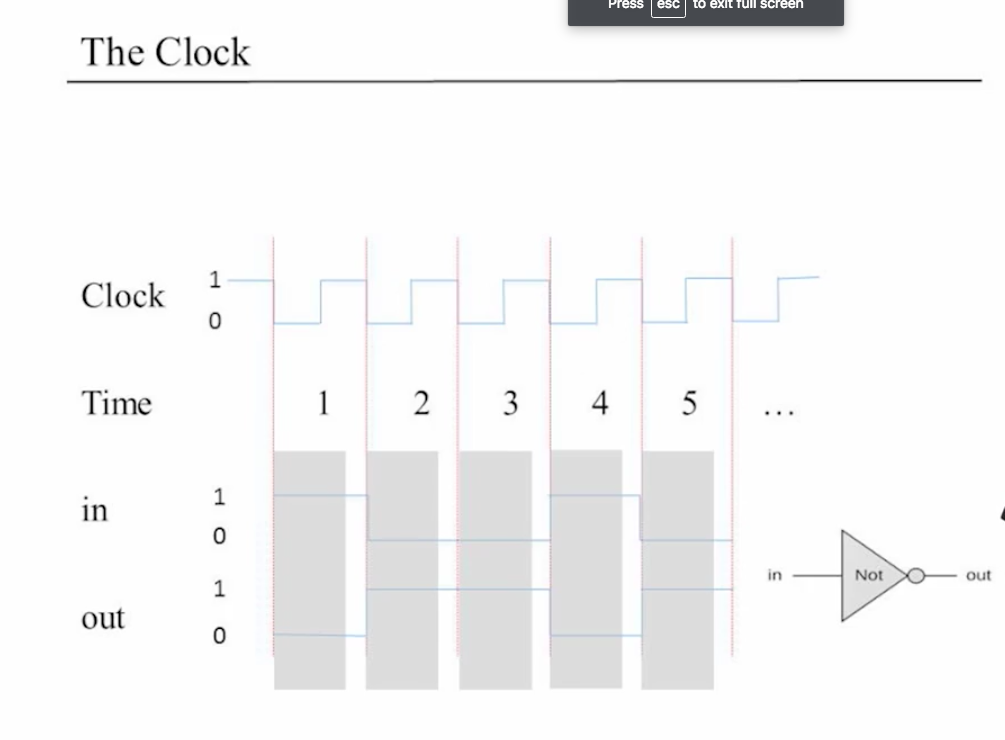 Press esc to exit full screen
The Clock
Clock 1
0
Time 1 2 3 4 5 ...
in 1
0
out 1
0
in Not out